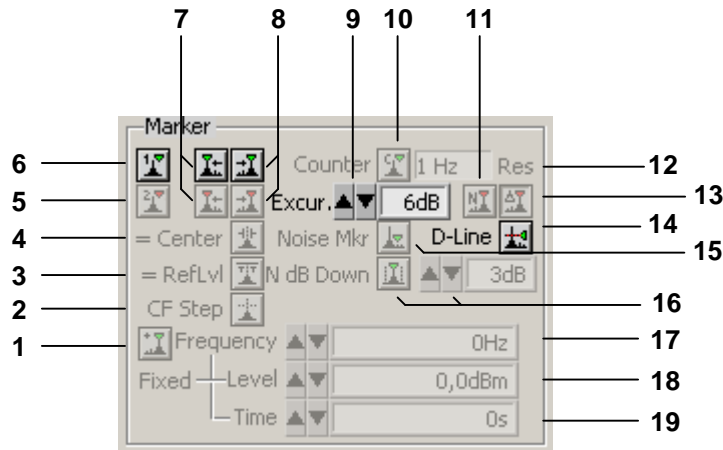 7 8 9 10 11
Marker
6 1 Counter C 1 Hz Res 12
5 2 Excur. 6dB N Δ 13
4 = Center Noise Mkr D-Line 14
15
3 = RefLvl N dB Down 3dB
2 CF Step 16
1 Frequency 0Hz 17
Fixed Level 0,0dBm 18
Time 0s 19